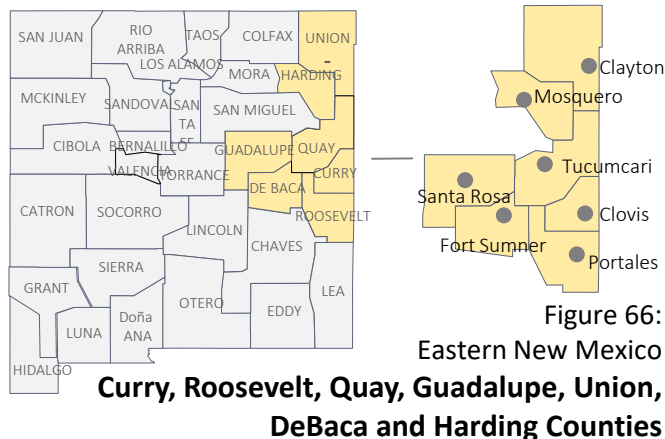 SAN JUAN
RIO
ARRIBA
TAOS
COLFAX
UNION
LOS ALAMOS
MORA
HARDING
MCKINLEY
SANDOVAL
SAN
TA
FE
SAN MIGUEL
CIBOLA
BERNALILLO
GUADALUPE
QUAY
VALENCIA
TORRANCE
CURRY
DE BACA
CATRON
SOCORRO
LINCOLN
ROOSEVELT
CHAVES
SIERRA
GRANT
OTERO
LEA
LUNA
Doña
ANA
EDDY
HIDALGO
Clayton
Mosquero
Tucumcari
Santa Rosa
Clovis
Fort Sumner
Portales
Figure 66:
Eastern New Mexico
Curry, Roosevelt, Quay, Guadalupe, Union,
DeBaca and Harding Counties